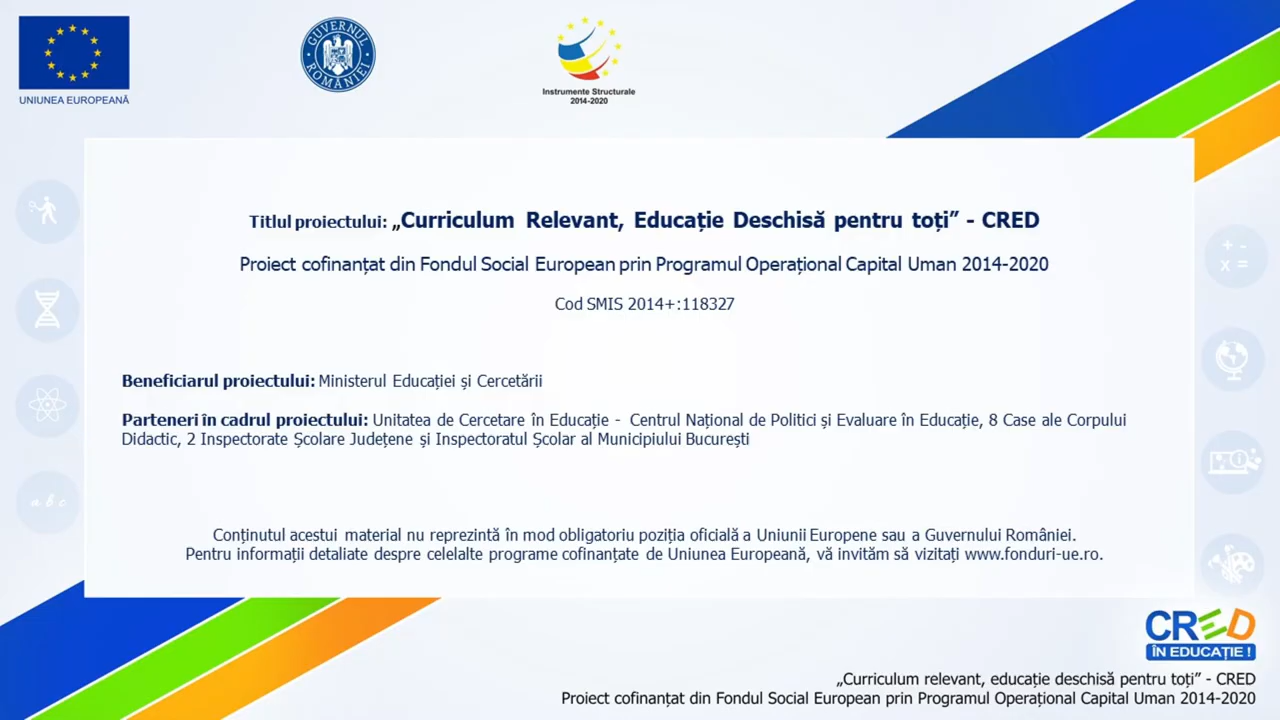 UNIUNEA EUROPEANĂ
GUVERNUL ROMÂNIEI
Instrumente Structurale
2014-2020
Titlul proiectului: „Curriculum Relevant, Educație Deschisă pentru toți” - CRED
Proiect cofinanțat din Fondul Social European prin Programul Operațional Capital Uman 2014-2020
Cod SMIS 2014+:118327
+ -
x =
Beneficiarul proiectului: Ministerul Educației și Cercetării
Parteneri în cadrul proiectului: Unitatea de Cercetare în Educație - Centrul Național de Politici și Evaluare în Educație, 8 Case ale Corpului
Didactic, 2 Inspectorate Școlare Județene și Inspectoratul Școlar al Municipiului București
a b c
Conținutul acestui material nu reprezintă în mod obligatoriu poziția oficială a Uniunii Europene sau a Guvernului României.
Pentru informații detaliate despre celelalte programe cofinanțate de Uniunea Europeană, vă invităm să vizitați www.fonduri-ue.ro.
CRED
ÎN EDUCAȚIE !
„Curriculum relevant, educație deschisă pentru toți” - CRED
Proiect cofinanțat din Fondul Social European prin Programul Operațional Capital Uman 2014-2020